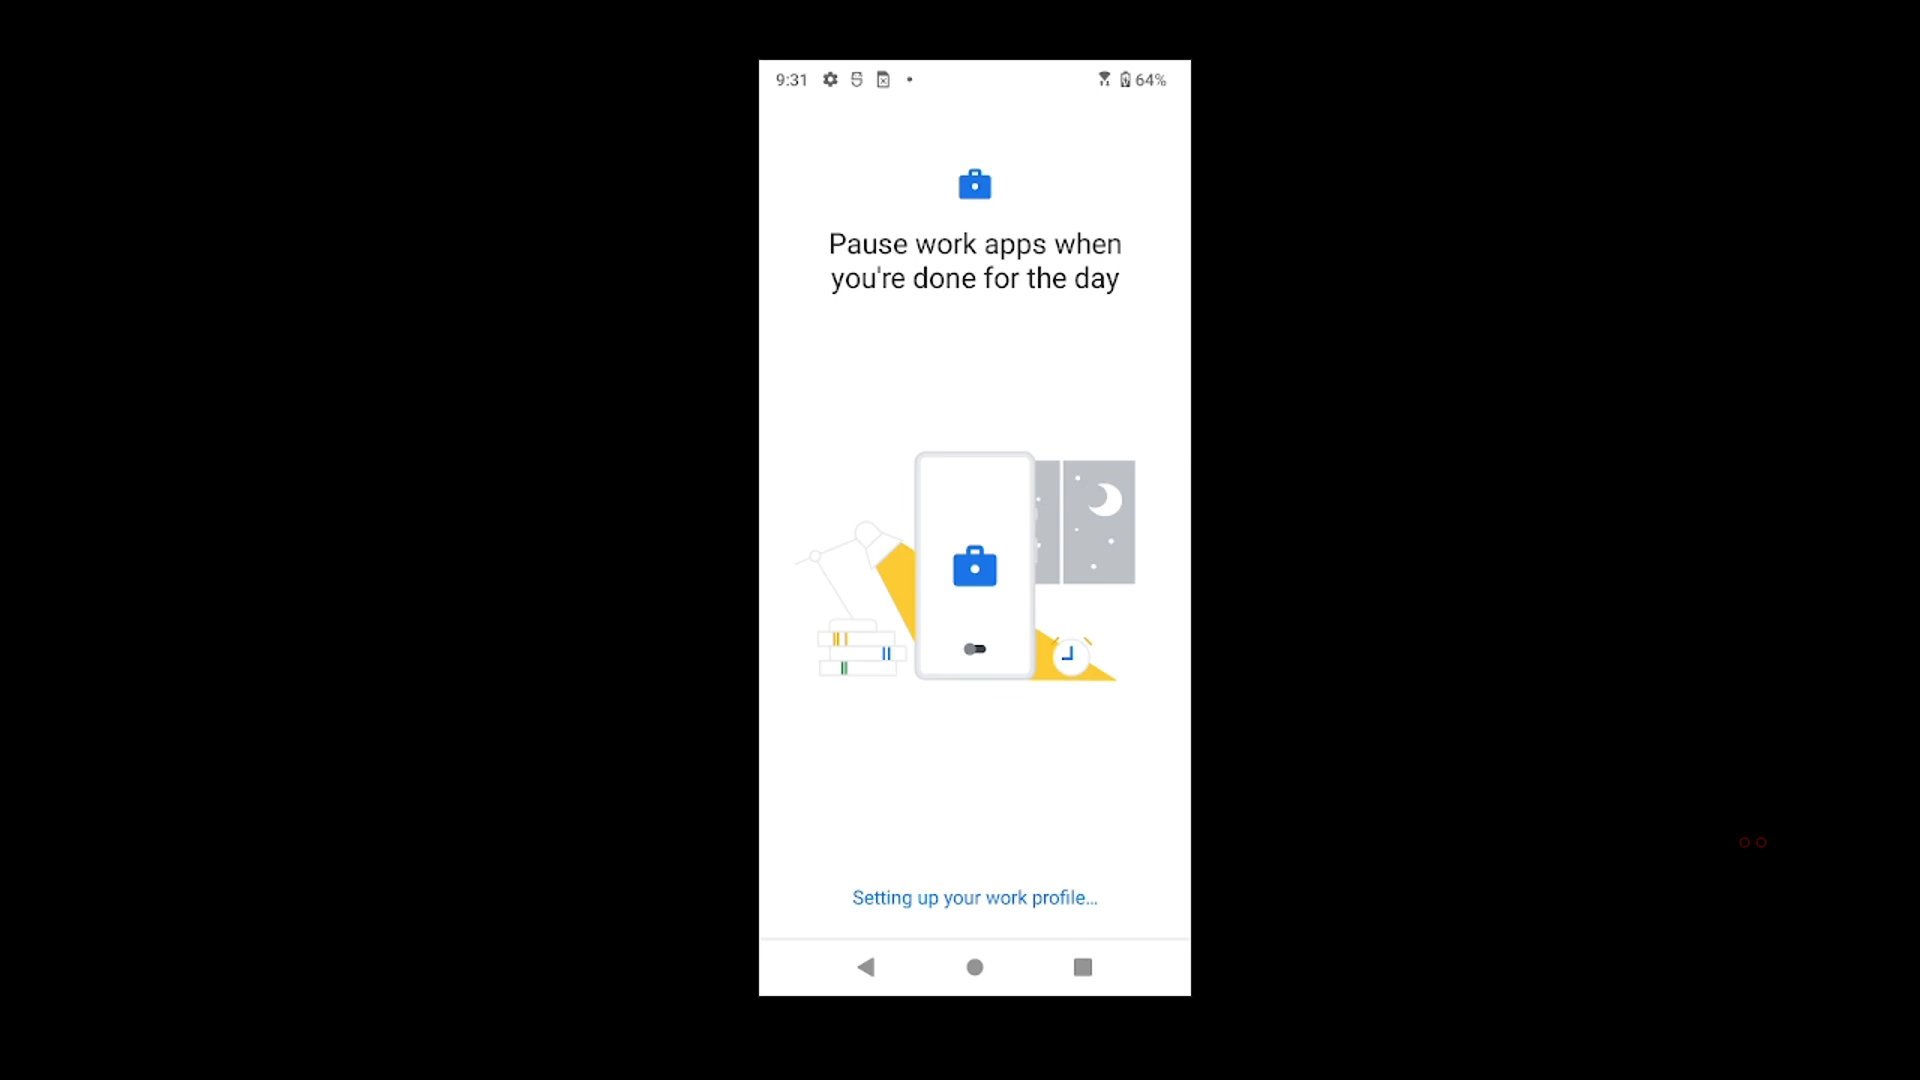 9:31 64%
Pause work apps when
you're done for the day
Setting up your work profile...